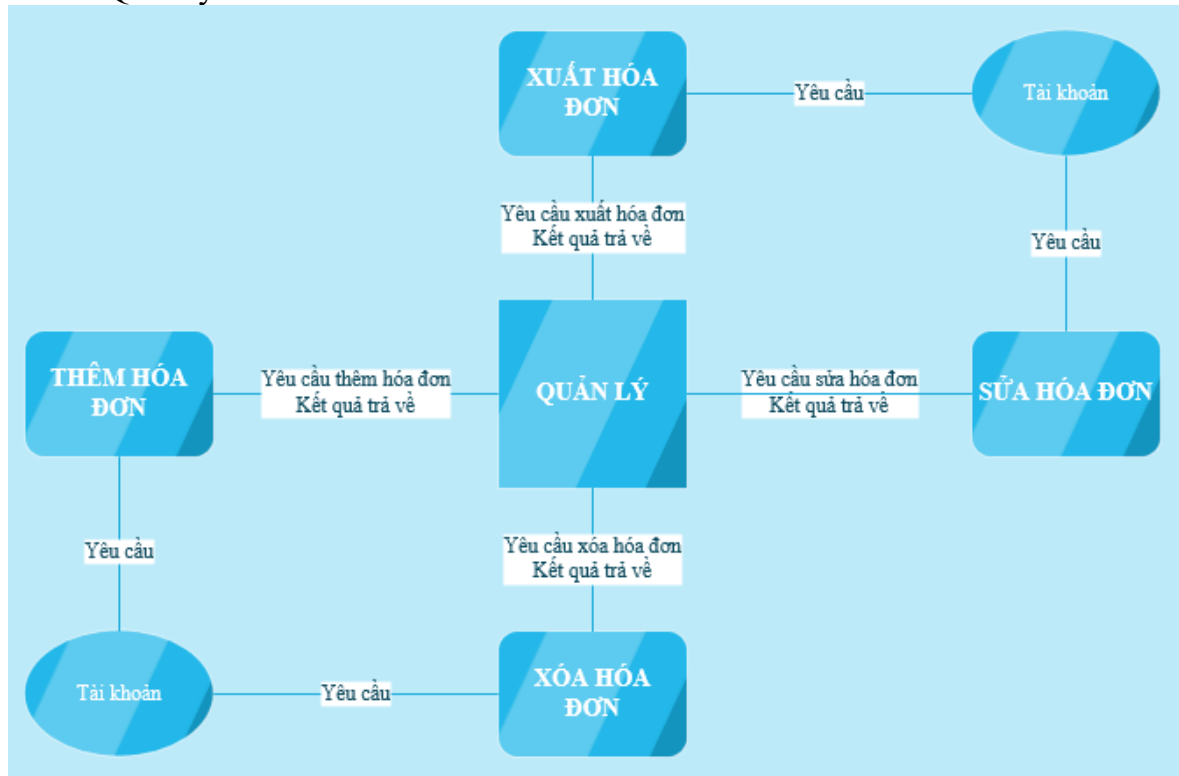 XUẤT HÓA
ĐƠN
Yêu cầu
Tài khoản
Yêu cầu xuất hóa đơn
Kết quả trả về
Yêu cầu
THÊM HÓA
ĐƠN
Yêu cầu thêm hóa đơn
Kết quả trả về
QUẢN LÝ
Yêu cầu sửa hóa đơn
Kết quả trả về
SỬA HÓA ĐƠN
Yêu cầu
Yêu cầu xóa hóa đơn
Kết quả trả về
Tài khoản
Yêu cầu
XÓA HÓA
ĐƠN